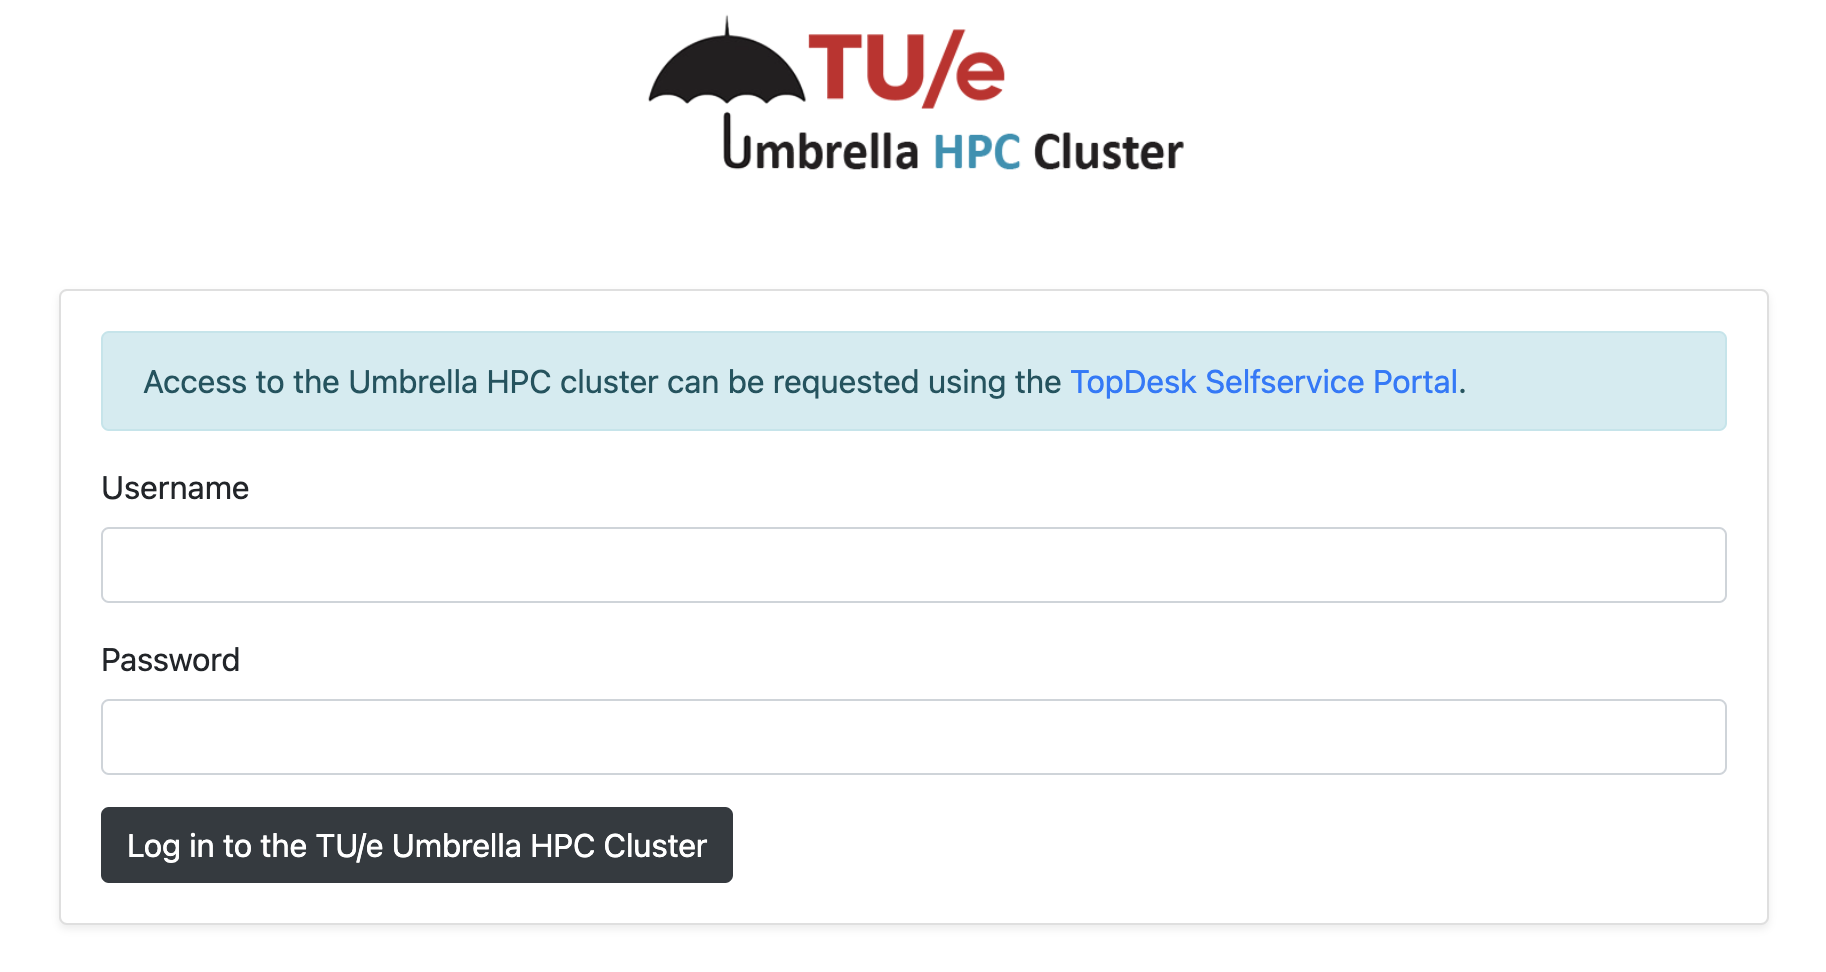 TU/e
Umbrella HPC Cluster
Access to the Umbrella HPC cluster can be requested using the TopDesk Selfservice Portal.
Username
Password
Log in to the TU/e Umbrella HPC Cluster